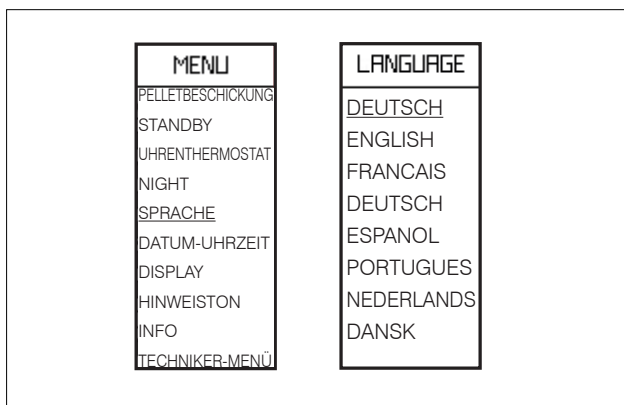 MENU
PELLETBESCHICKUNG
STANDBY
UHRENTHERMOSTAT
NIGHT
SPRACHE
DATUM-UHRZEIT
DISPLAY
HINWEISTON
INFO
TECHNIKER-MENÜ
LANGUAGE
DEUTSCH
ENGLISH
FRANCAIS
DEUTSCH
ESPANOL
PORTUGUES
NEDERLANDS
DANSK